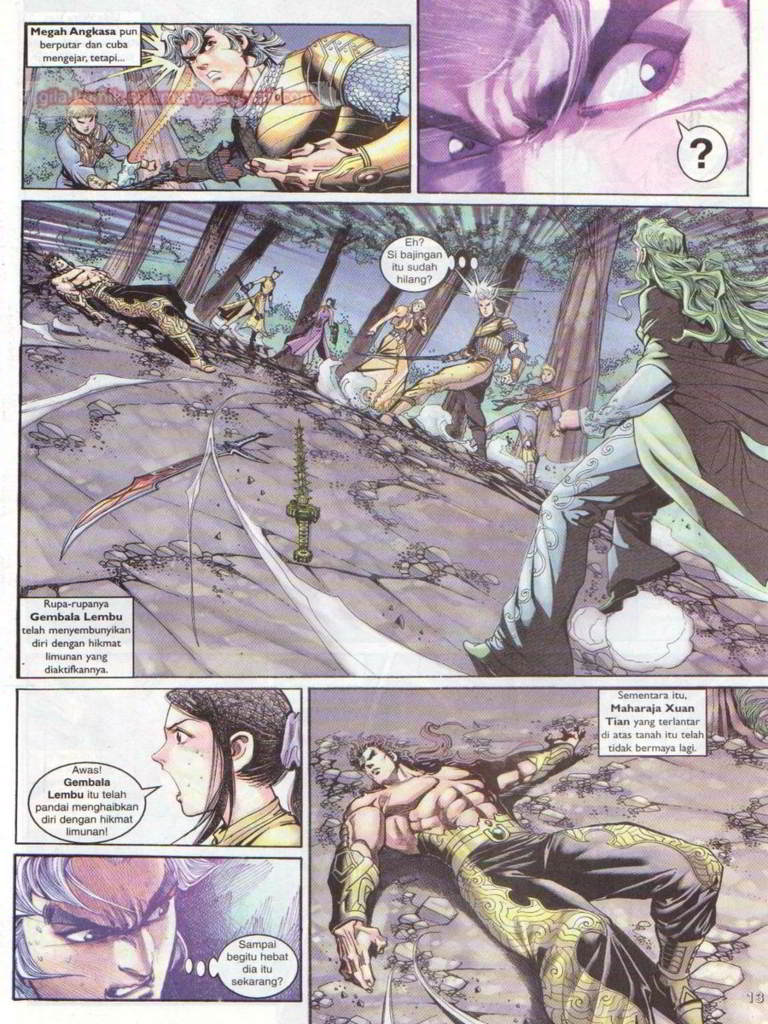 Megah Angkasa pun
berputar dan cuba
mengejar, tetapi...
?
Eh?
Si bajingan
itu sudah
hilang?
Rupa-rupanya
Gembala Lembu
telah menyembunyikan
diri dengan hikmat
limunan yang
diaktifkannya.
Awas!
Gembala
Lembu itu telah
pandai menghaibkan
diri dengan hikmat
limunan!
Sementara itu,
Maharaja Xuan
Tian yang terlantar
di atas tanah itu telah
tidak bermaya lagi.
Sampai
begitu hebat
dia itu
sekarang?
13